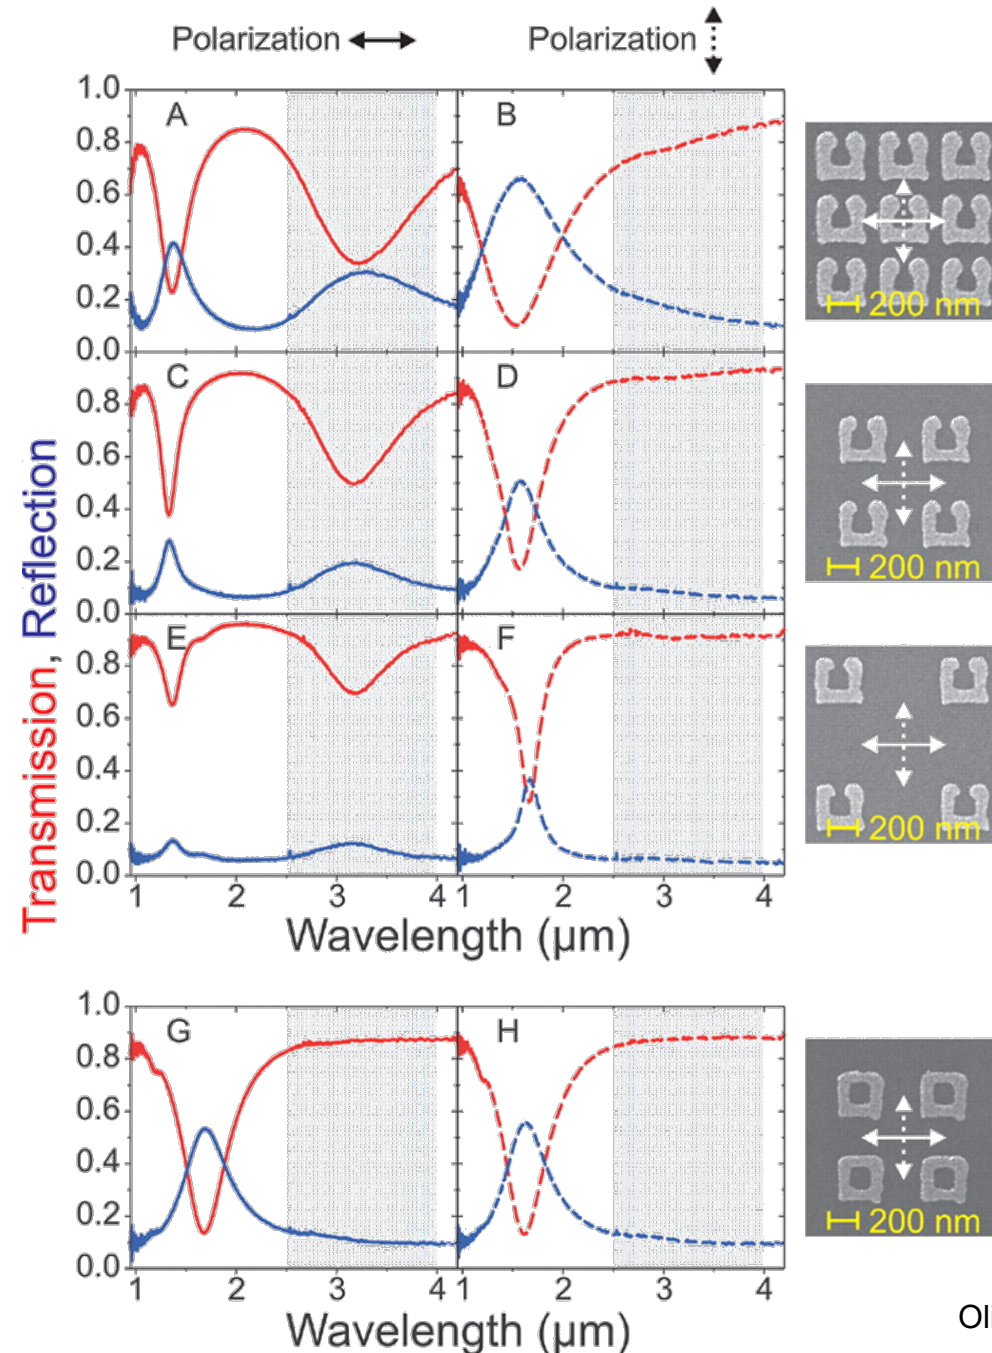 Polarization Polarization
1.0 A B
0.8
0.6
0.4
0.2 200 nm
0.0
C D
0.8
0.6
0.4
0.2 200 nm
0.0
E F
0.8
0.6
0.4
0.2 200 nm
0.0
1 2 3 4 1 2 3 4
Wavelength (µm)
Transmission, Reflection
1.0
G H
0.8
0.6
0.4
0.2 200 nm
0.0
1 2 3 4 1 2 3 4
Wavelength (µm)